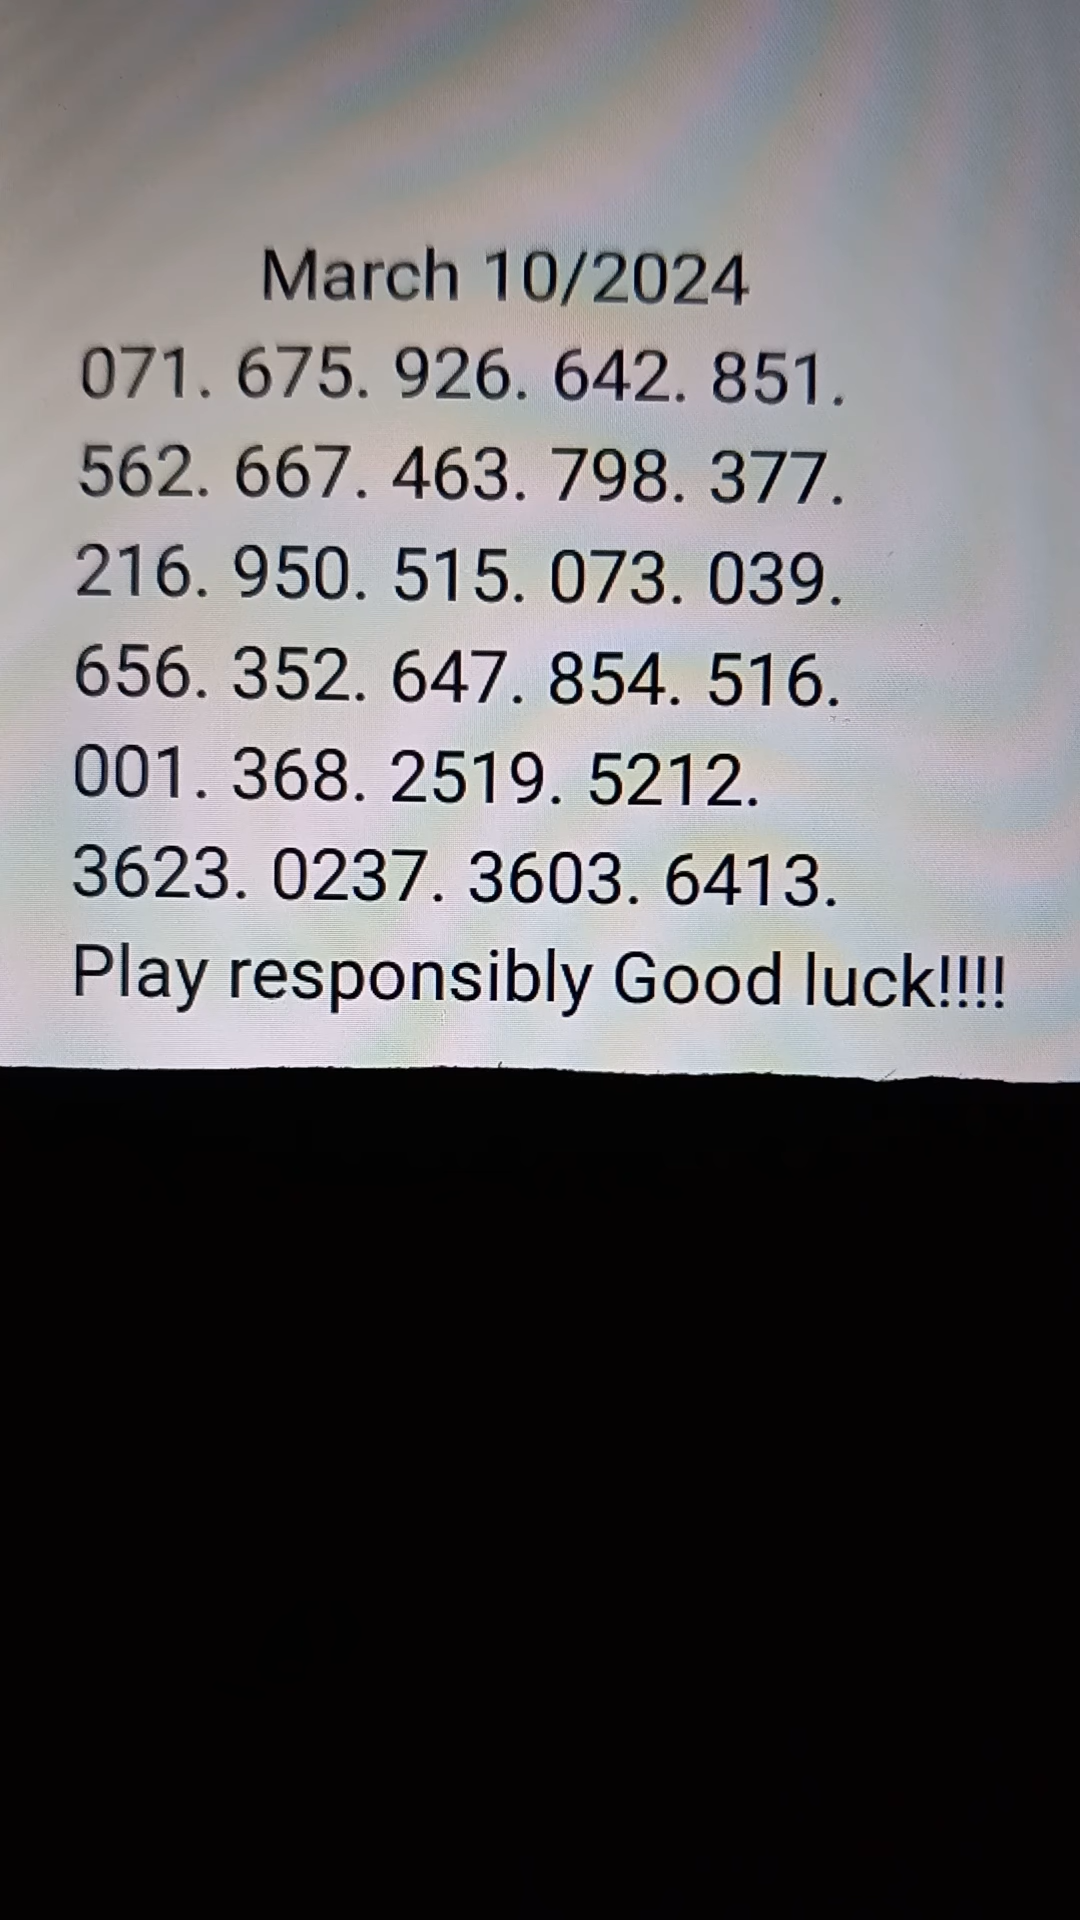 March 10/2024
071. 675. 926. 642. 851.
562. 667. 463. 798. 377.
216. 950. 515. 073. 039.
656. 352. 647. 854. 516.
001. 368. 2519. 5212.
3623. 0237. 3603. 6413.
Play responsibly Good luck!!!!